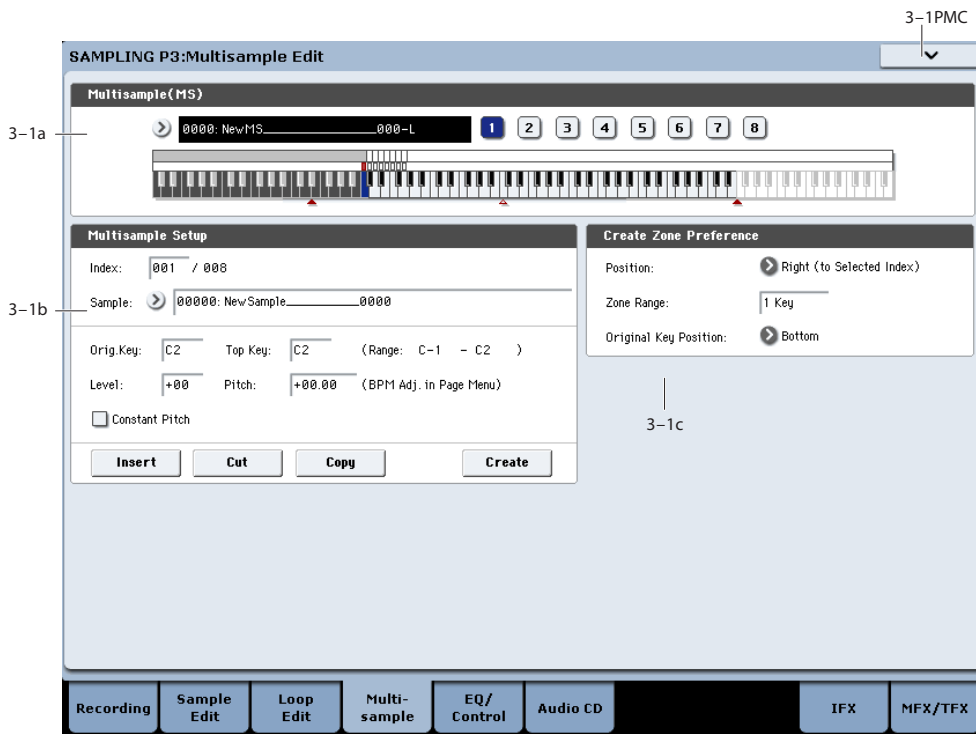 3-1PMC
SAMPLING P3:Multisample Edit
Multisample(MS)
3-1a
0000: NewMS______________000-L
1 2 3 4 5 6 7 8
Multisample Setup
Index: 001 / 008
3-1b
Sample: 00000: NewSample_________0000
Orig.Key: C2 Top Key: C2 (Range: C-1 - C2 )
Level: +00 Pitch: +00.00 (BPM Adj. in Page Menu)
Constant Pitch
Insert Cut Copy Create
Create Zone Preference
Position: Right (to Selected Index)
Zone Range: 1 Key
Original Key Position: Bottom
3-1c
Recording Sample Edit Loop Edit Multi-sample EQ/Control Audio CD IFX MFX/TFX